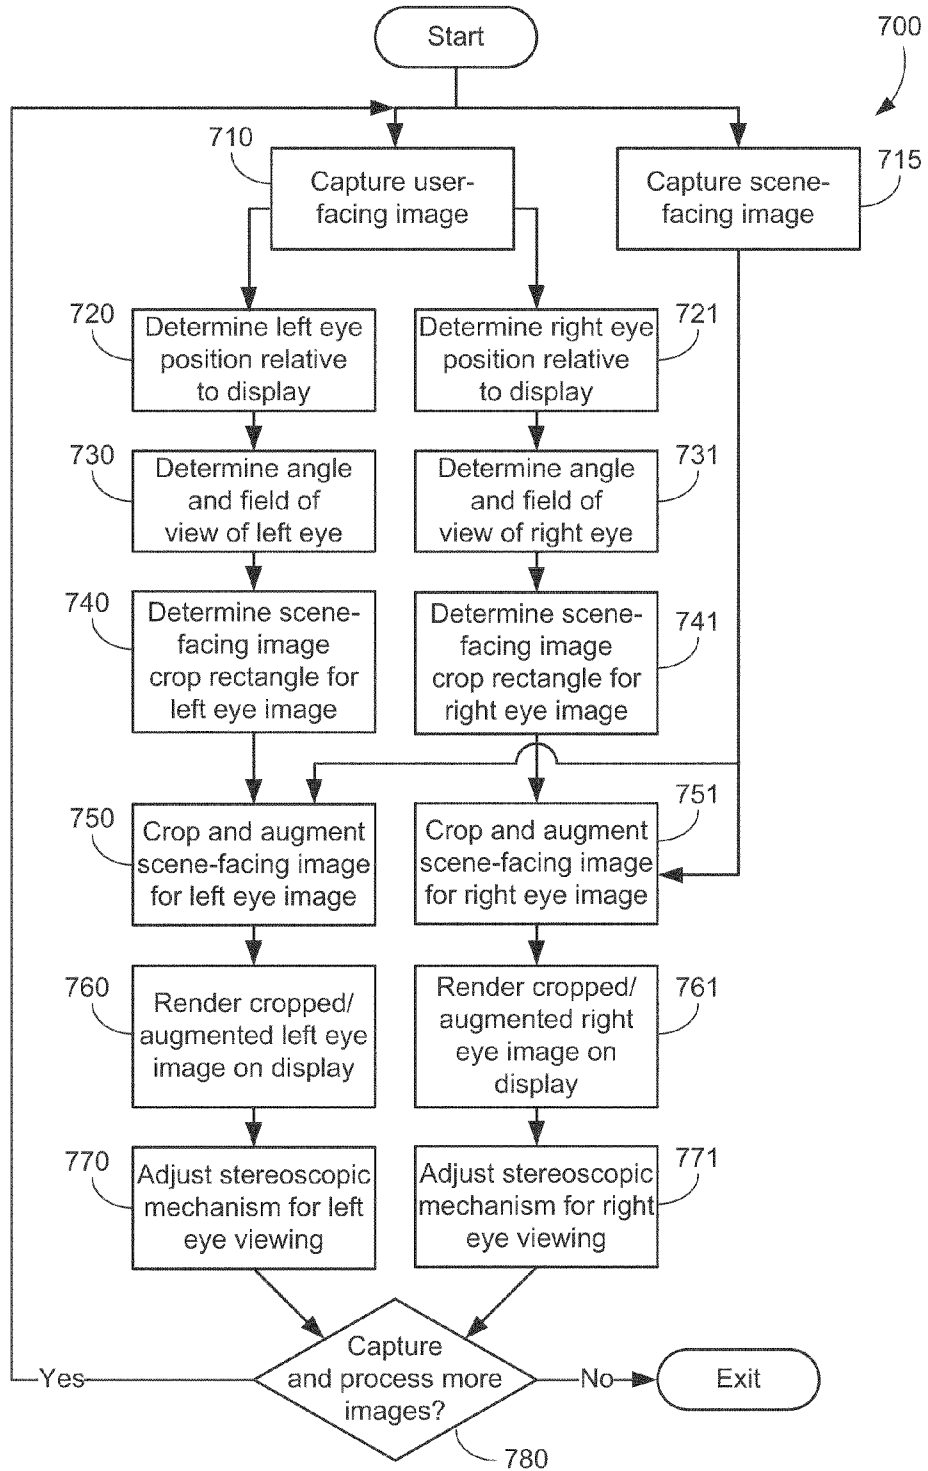 Start
700
710
Capture user-
facing image
Capture scene-
facing image
715
720
Determine left eye
position relative
to display
Determine right eye
position relative
to display
721
730
Determine angle
and field of
view of left eye
Determine angle
and field of
view of right eye
731
740
Determine scene-
facing image
crop rectangle for
left eye image
Determine scene-
facing image
crop rectangle for
right eye image
741
750
Crop and augment
scene-facing image
for left eye image
Crop and augment
scene-facing image
for right eye image
751
760
Render cropped/
augmented left eye
image on display
Render cropped/
augmented right
eye image on
display
761
770
Adjust stereoscopic
mechanism for left
eye viewing
Adjust stereoscopic
mechanism for right
eye viewing
771
Yes
Capture
and process more
images?
No
Exit
780